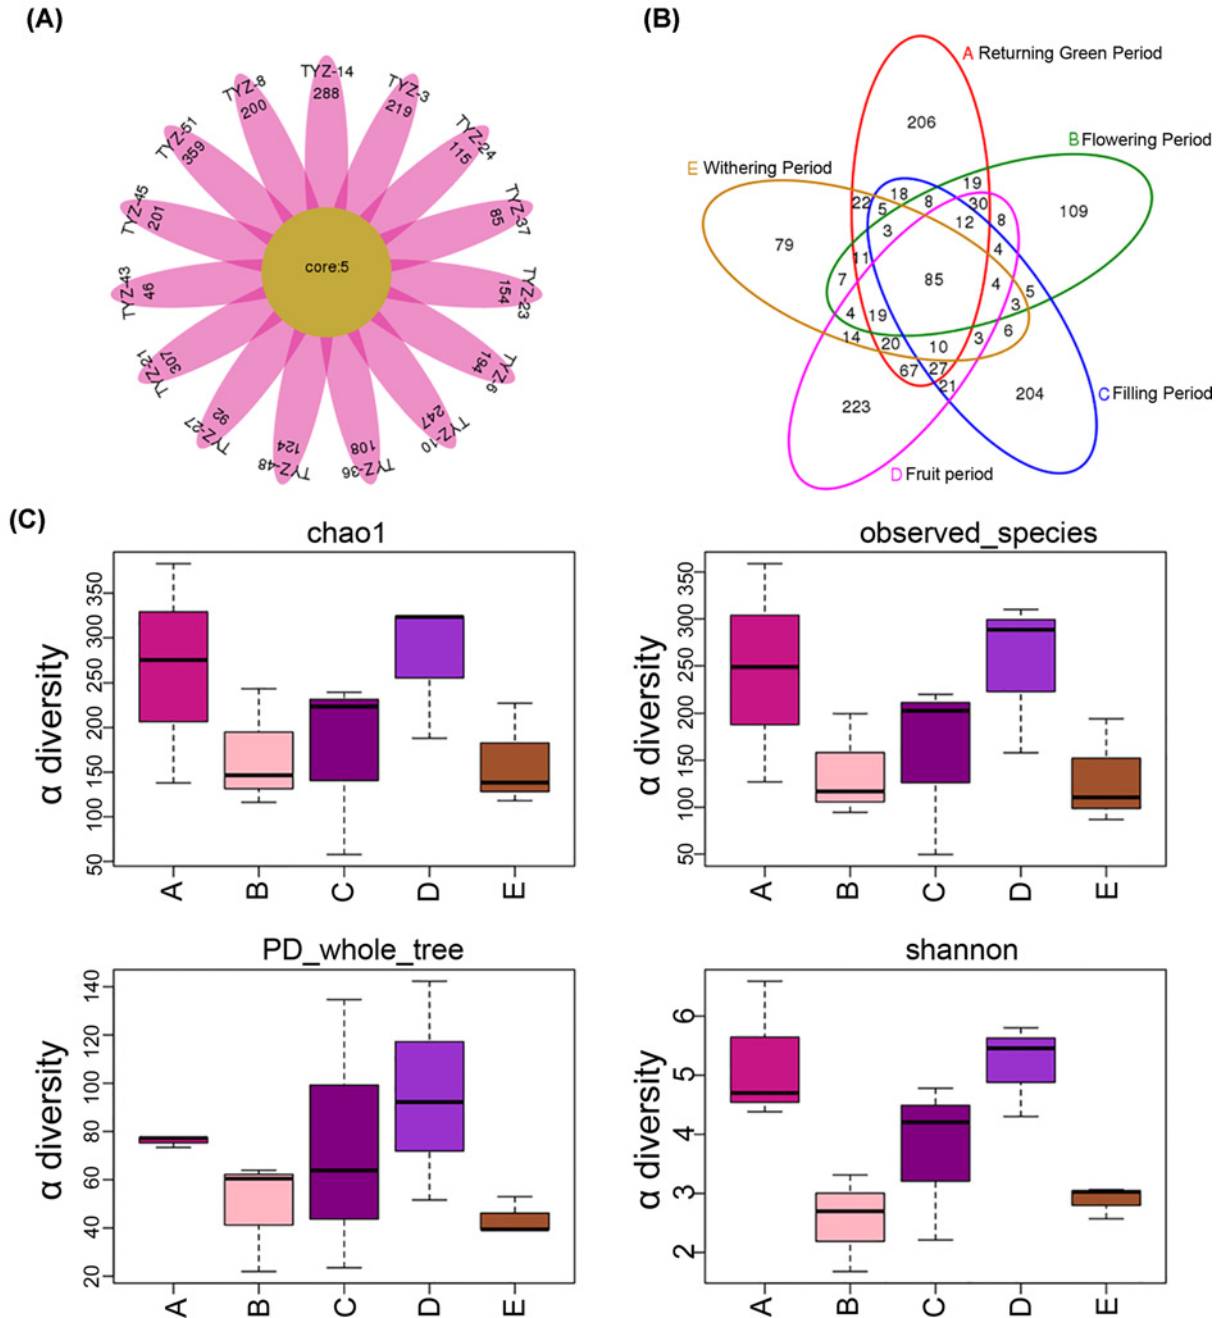 (A)
TYZ-14
288
TYZ-3
219
TYZ-24
115
TYZ-37
85
TYZ-23
154
TYZ-6
194
TYZ-10
247
TYZ-36
108
TYZ-48
124
TYZ-27
92
TYZ-21
307
TYZ-43
46
TYZ-45
201
TYZ-51
359
TYZ-8
200
core:5
(B)
A Returning Green Period
206
B Flowering Period
E Withering Period
19
18
8
30
22
5
12
8
109
3
4
79
11
7
85
4
5
3
4
19
6
14
20
10
3
67
27
21
204
223
C Filling Period
D Fruit period
(C)
chao1
α diversity
350
300
250
200
150
100
50
A B C D E
observed_species
α diversity
350
300
250
200
150
100
50
A B C D E
PD_whole_tree
α diversity
140
120
100
80
60
40
20
A B C D E
shannon
α diversity
6
5
4
3
2
A B C D E